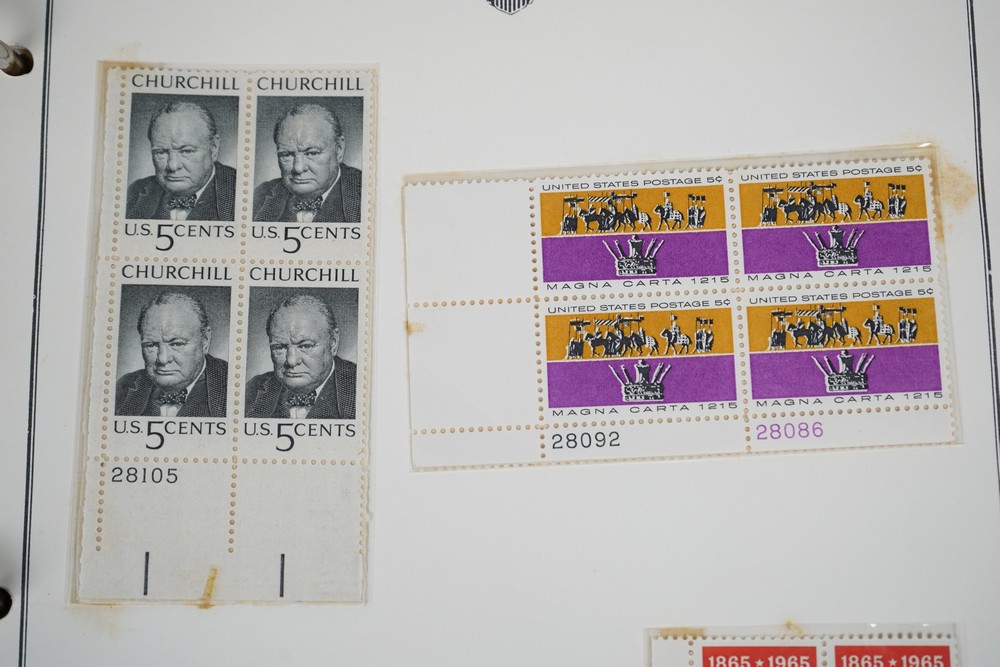 CHURCHILL CHURCHILL
U.S. 5 CENTS U.S. 5 CENTS
CHURCHILL CHURCHILL
U.S. 5 CENTS U.S. 5 CENTS
28105
UNITED STATES POSTAGE 5¢ UNITED STATES POSTAGE 5¢
MAGNA CARTA 1215 MAGNA CARTA 1215
UNITED STATES POSTAGE 5¢ UNITED STATES POSTAGE 5¢
MAGNA CARTA 1215 MAGNA CARTA 1215
28092 28086
1865★1965 1865★1965